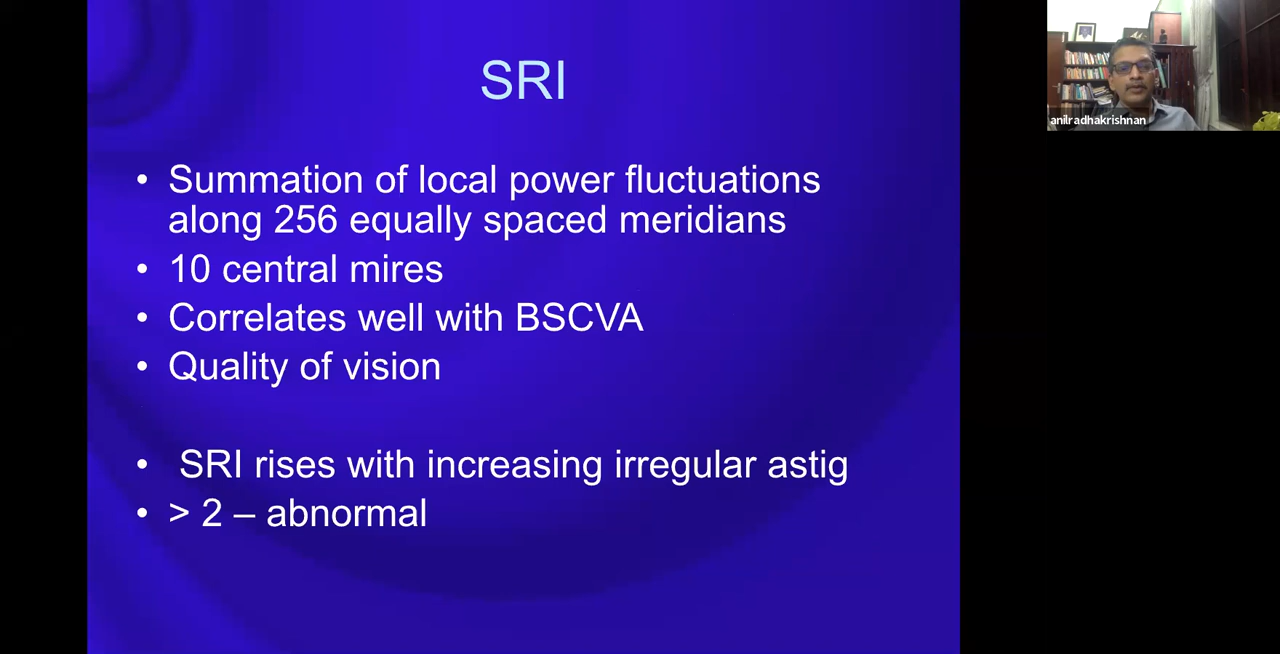 SRI
• Summation of local power fluctuations
along 256 equally spaced meridians
• 10 central mires
• Correlates well with BSCVA
• Quality of vision
• SRI rises with increasing irregular astig
• > 2 – abnormal
anilradhakrishnan